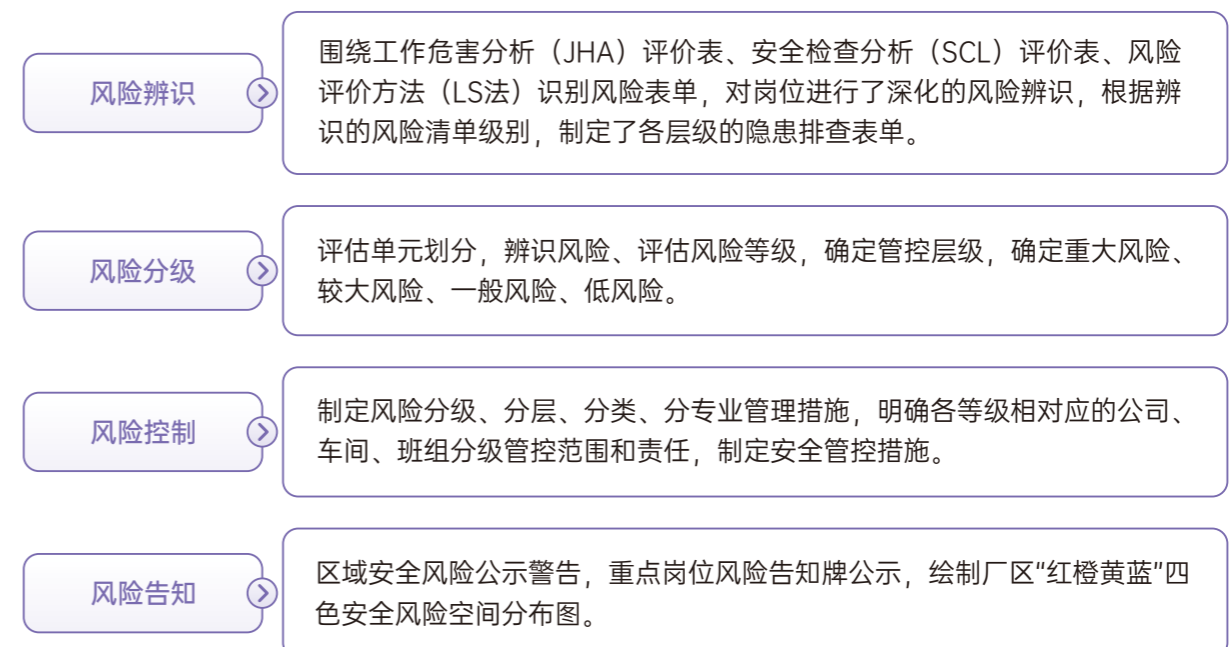 风险辨识
围绕工作危害分析（JHA）评价表、安全检查分析（SCL）评价表、风险
评价方法（LS法）识别风险表单，对岗位进行了深化的风险辨识，根据辨
识的风险清单级别，制定了各层级的隐患排查表单。
风险分级
评估单元划分，辨识风险、评估风险等级，确定管控层级，确定重大风险、
较大风险、一般风险、低风险。
风险控制
制定风险分级、分层、分类、分专业管理措施，明确各等级相对应的公司、
车间、班组分级管控范围和责任，制定安全管控措施。
风险告知
区域安全风险公示警告，重点岗位风险告知牌公示，绘制厂区“红橙黄蓝”四
色安全风险空间分布图。